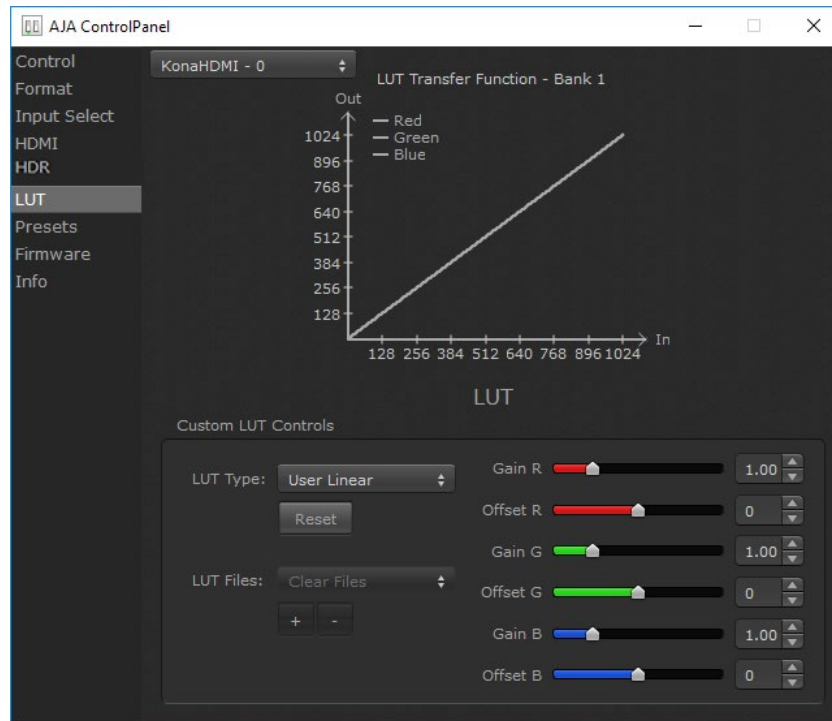 AJA ControlPanel
Control
Format
Input Select
HDMI
HDR
LUT
Presets
Firmware
Info
KonaHDMI - 0
LUT Transfer Function - Bank 1
Out
Red
Green
Blue
1024
896
768
640
512
384
256
128
In
128 256 384 512 640 768 896 1024
LUT
Custom LUT Controls
LUT Type: User Linear
Reset
LUT Files: Clear Files
+ -
Gain R 1.00
Offset R 0
Gain G 1.00
Offset G 0
Gain B 1.00
Offset B 0